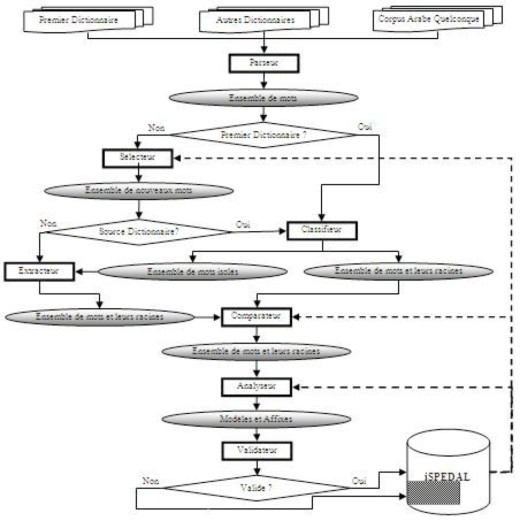 Premier Dictionnaire
Autres Dictionnaires
Corpus Arabe Quelconque
Parseur
Ensemble de mots
Non
Premier Dictionnaire ?
Oui
Sélecteur
Ensemble de nouveaux mots
Non
Source Dictionnaire?
Oui
Classifieur
Extracteur
Ensemble de mots isolés
Ensemble de mots et leurs racines
Ensemble de mots et leurs racines
Comparateur
Ensemble de mots et leurs racines
Analyseur
Modèles et Affixes
Validateur
Non
Valide ?
Oui
iSPEDAL